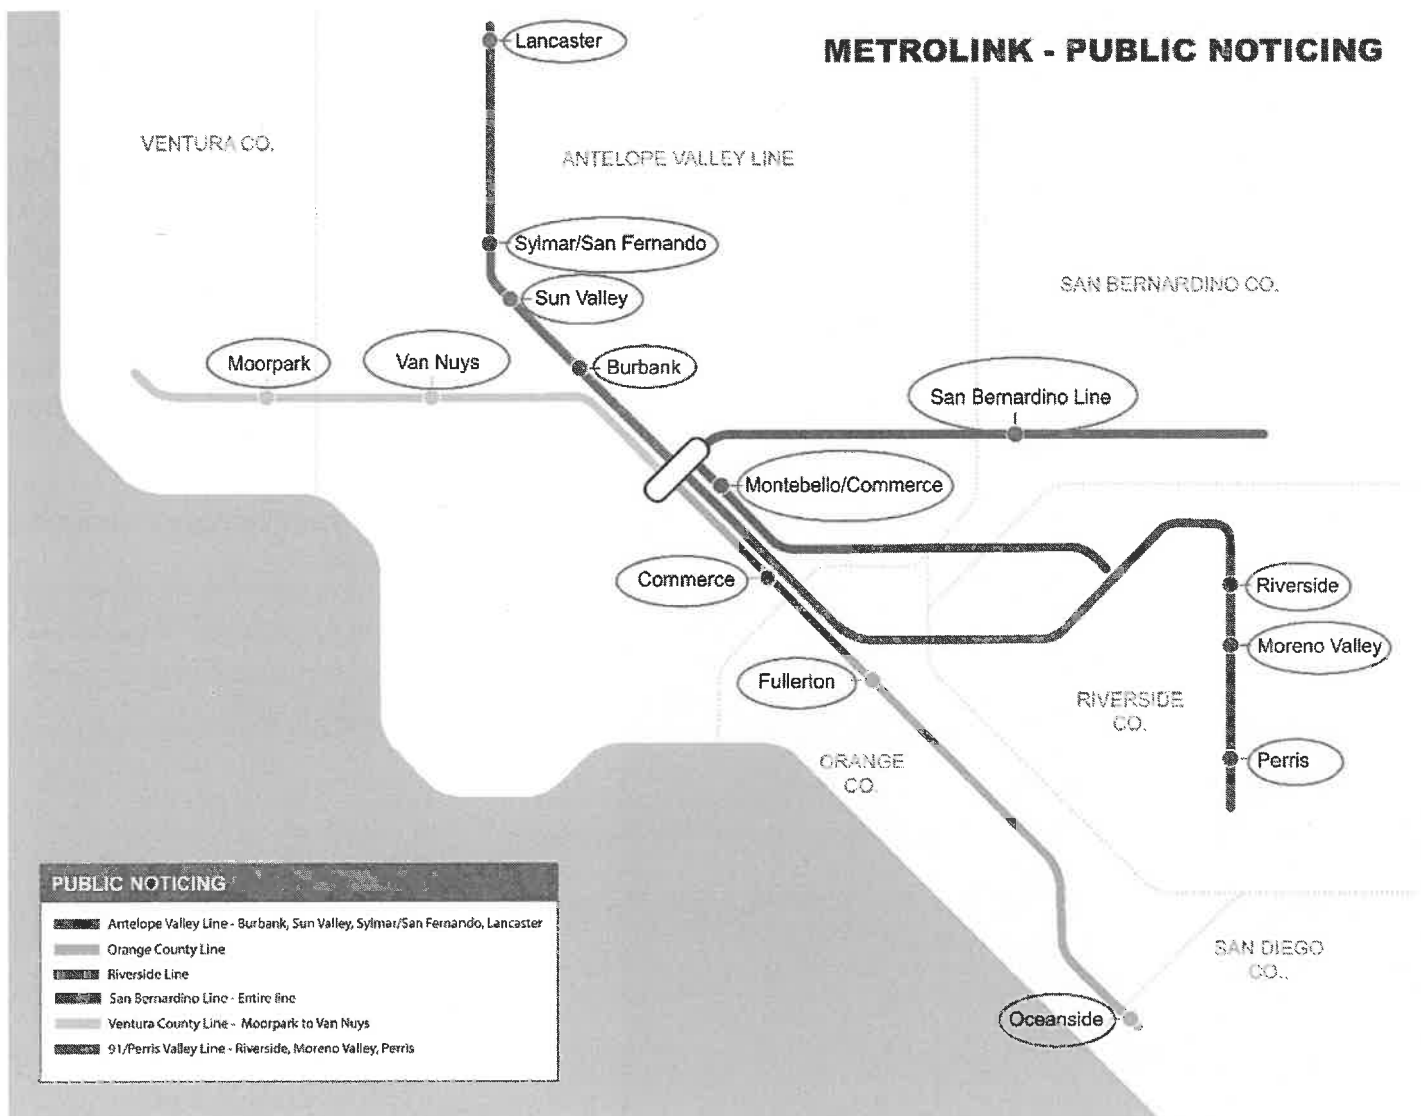 METROLINK - PUBLIC NOTICING
Lancaster
VENTURA CO.
ANTELOPE VALLEY LINE
Sylmar/San Fernando
SAN BERNARDINO CO.
Sun Valley
Moorpark
Van Nuys
Burbank
San Bernardino Line
Montebello/Commerce
Commerce
Riverside
Moreno Valley
Fullerton
RIVERSIDE
CO.
Perris
ORANGE
CO.
PUBLIC NOTICING
Antelope Valley Line - Burbank, Sun Valley, Sylmar/San Fernando, Lancaster
Orange County Line
Riverside Line
San Bernardino Line - Entire line
Ventura County Line - Moorpark to Van Nuys
91/Perris Valley Line - Riverside, Moreno Valley, Perris
SAN DIEGO
CO..
Oceanside